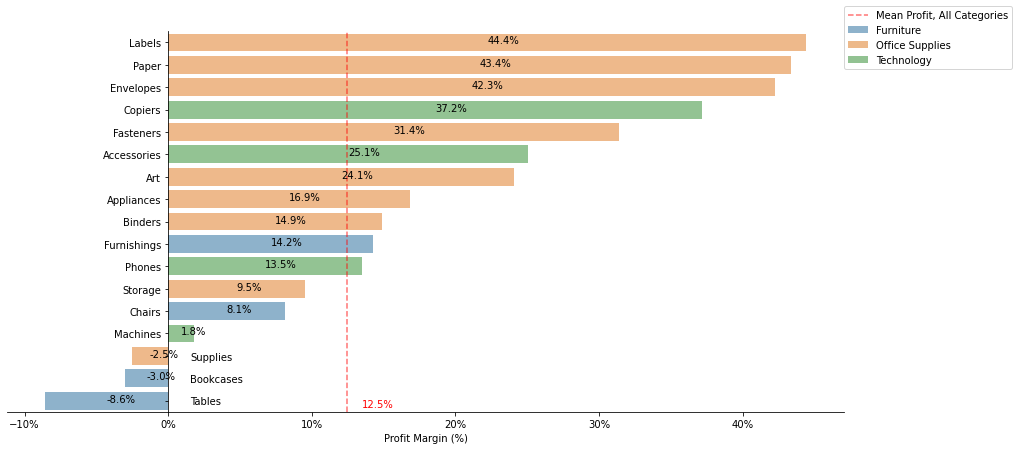 Mean Profit, All Categories
Furniture
Office Supplies
Technology
Labels 44.4%
Paper 43.4%
Envelopes 42.3%
Copiers 37.2%
Fasteners 31.4%
Accessories 25.1%
Art 24.1%
Appliances 16.9%
Binders 14.9%
Furnishings 14.2%
Phones 13.5%
Storage 9.5%
Chairs 8.1%
Machines 1.8%
-2.5% Supplies
-3.0% Bookcases
-8.6% Tables
12.5%
−10% 0% 10% 20% 30% 40%
Profit Margin (%)